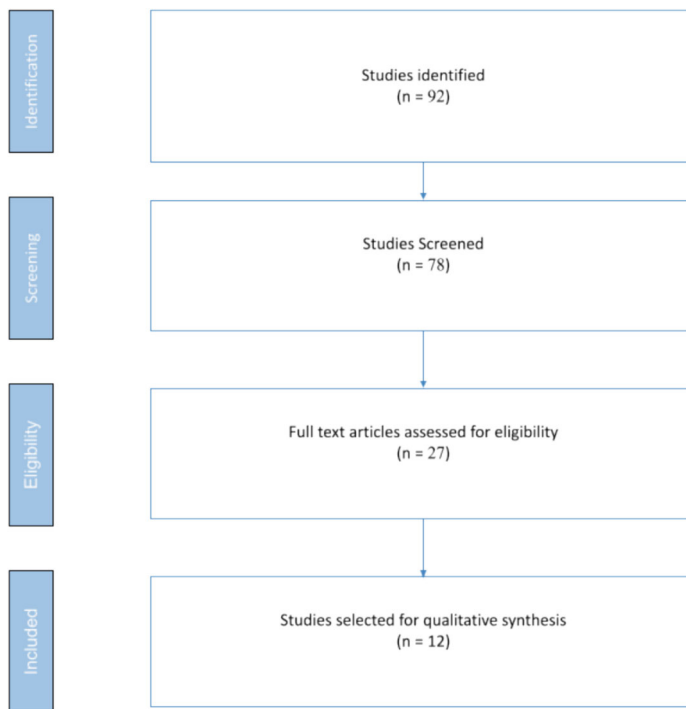 Identification
Studies identified
(n = 92)
Screening
Studies Screened
(n = 78)
Eligibility
Full text articles assessed for eligibility
(n = 27)
Included
Studies selected for qualitative synthesis
(n = 12)